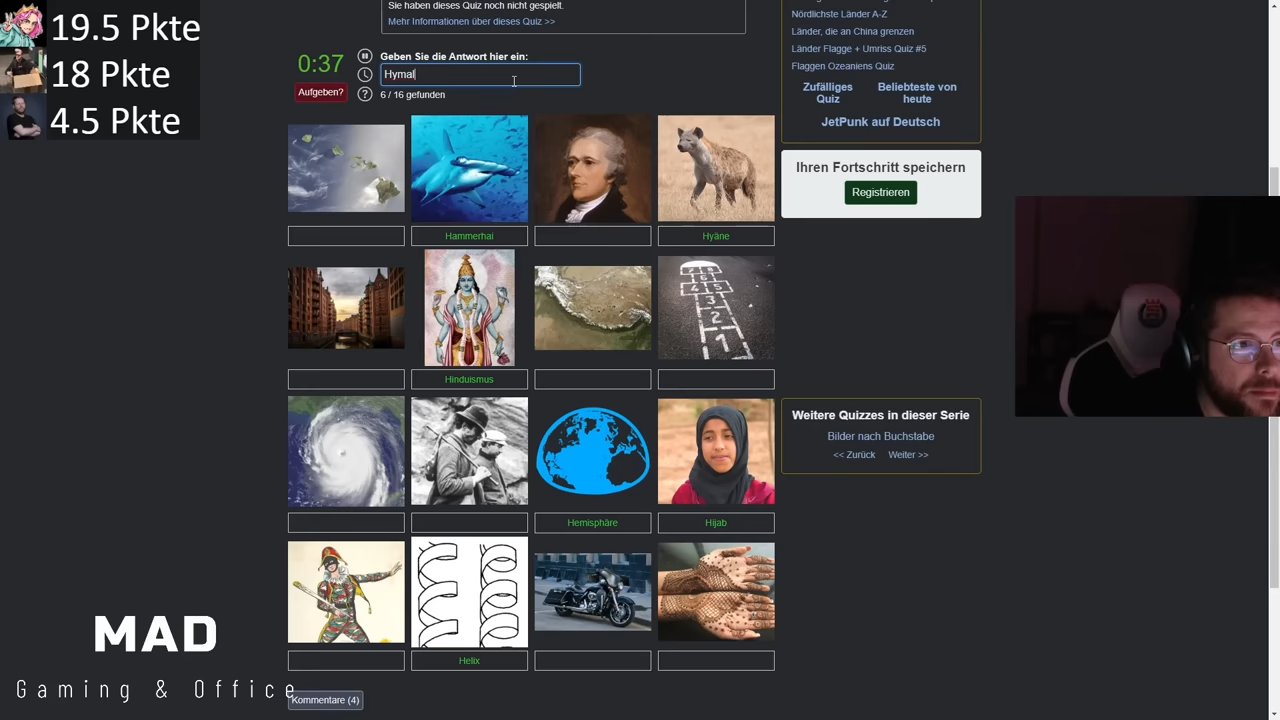 19.5 Pkte
18 Pkte
4.5 Pkte
Sie haben dieses Quiz noch nicht gespielt.
Mehr Informationen über dieses Quiz >>
0:37
Geben Sie die Antwort hier ein:
Hymal
Aufgeben?
6 / 16 gefunden
Hammerhai
Hyäne
Hinduismus
Hemisphäre
Hijab
Helix
Kommentare (4)
Nördlichste Länder A-Z
Länder, die an China grenzen
Länder Flagge + Umriss Quiz #5
Flaggen Ozeaniens Quiz
Zufälliges Quiz
Beliebteste von heute
JetPunk auf Deutsch
Ihren Fortschritt speichern
Registrieren
Weitere Quizzes in dieser Serie
Bilder nach Buchstabe
<< Zurück Weiter >>
MAD
Gaming & Office